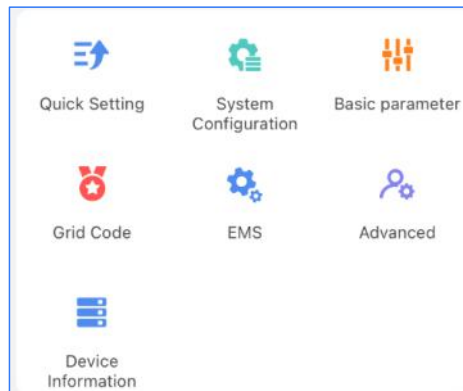 Quick Setting
System
Configuration
Basic parameter
Grid Code
EMS
Advanced
Device
Information